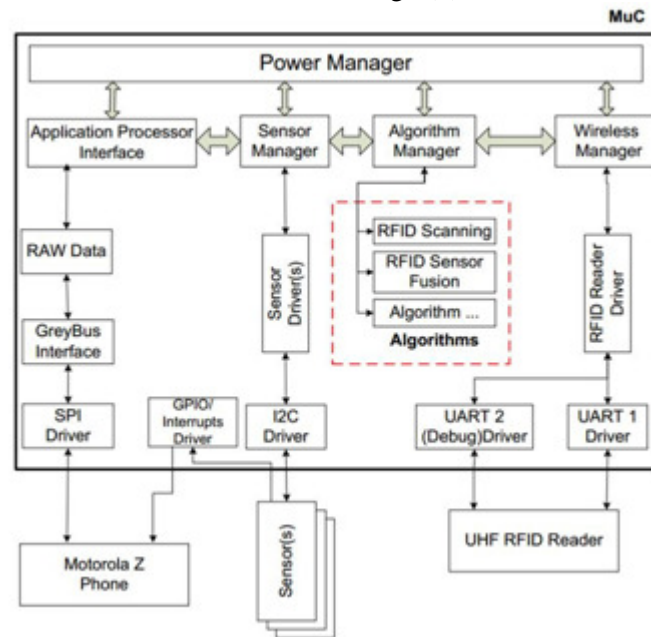 MuC
Power Manager
Application Processor
Interface
Sensor
Manager
Algorithm
Manager
Wireless
Manager
RAW Data
GreyBus
Interface
SPI
Driver
GPIO/
Interrupts
Driver
Sensor
Driver(s)
I2C
Driver
RFID Scanning
RFID Sensor
Fusion
Algorithm ...
Algorithms
RFID Reader
Driver
UART 2
(Debug)Driver
UART 1
Driver
Motorola Z
Phone
Sensor(s)
UHF RFID Reader